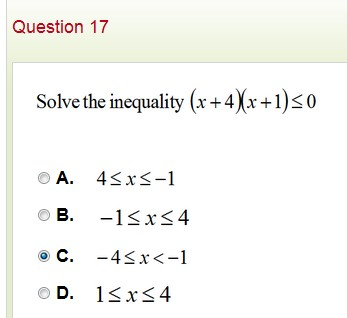 Question 17
Solve the inequality (x+4)(x+1)≤0
A. 4≤x≤-1
B. -1≤x≤4
C. -4≤x<-1
D. 1≤x≤4